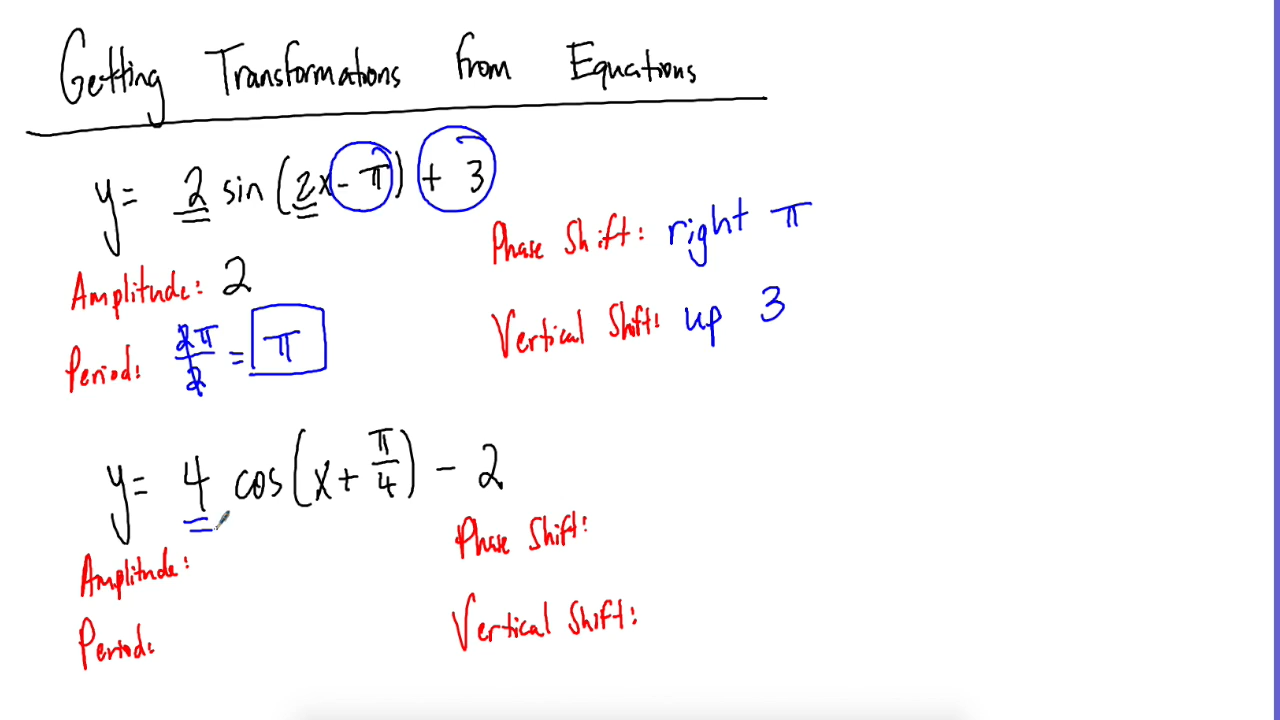 Getting Transformations From Equations
y = 2 sin (2x - π) + 3
Amplitude: 2
Period: 2π/2 = π
Phase Shift: right π
Vertical Shift: up 3
y = 4 cos (x + π/4) - 2
Amplitude:
Period:
Phase Shift:
Vertical Shift: